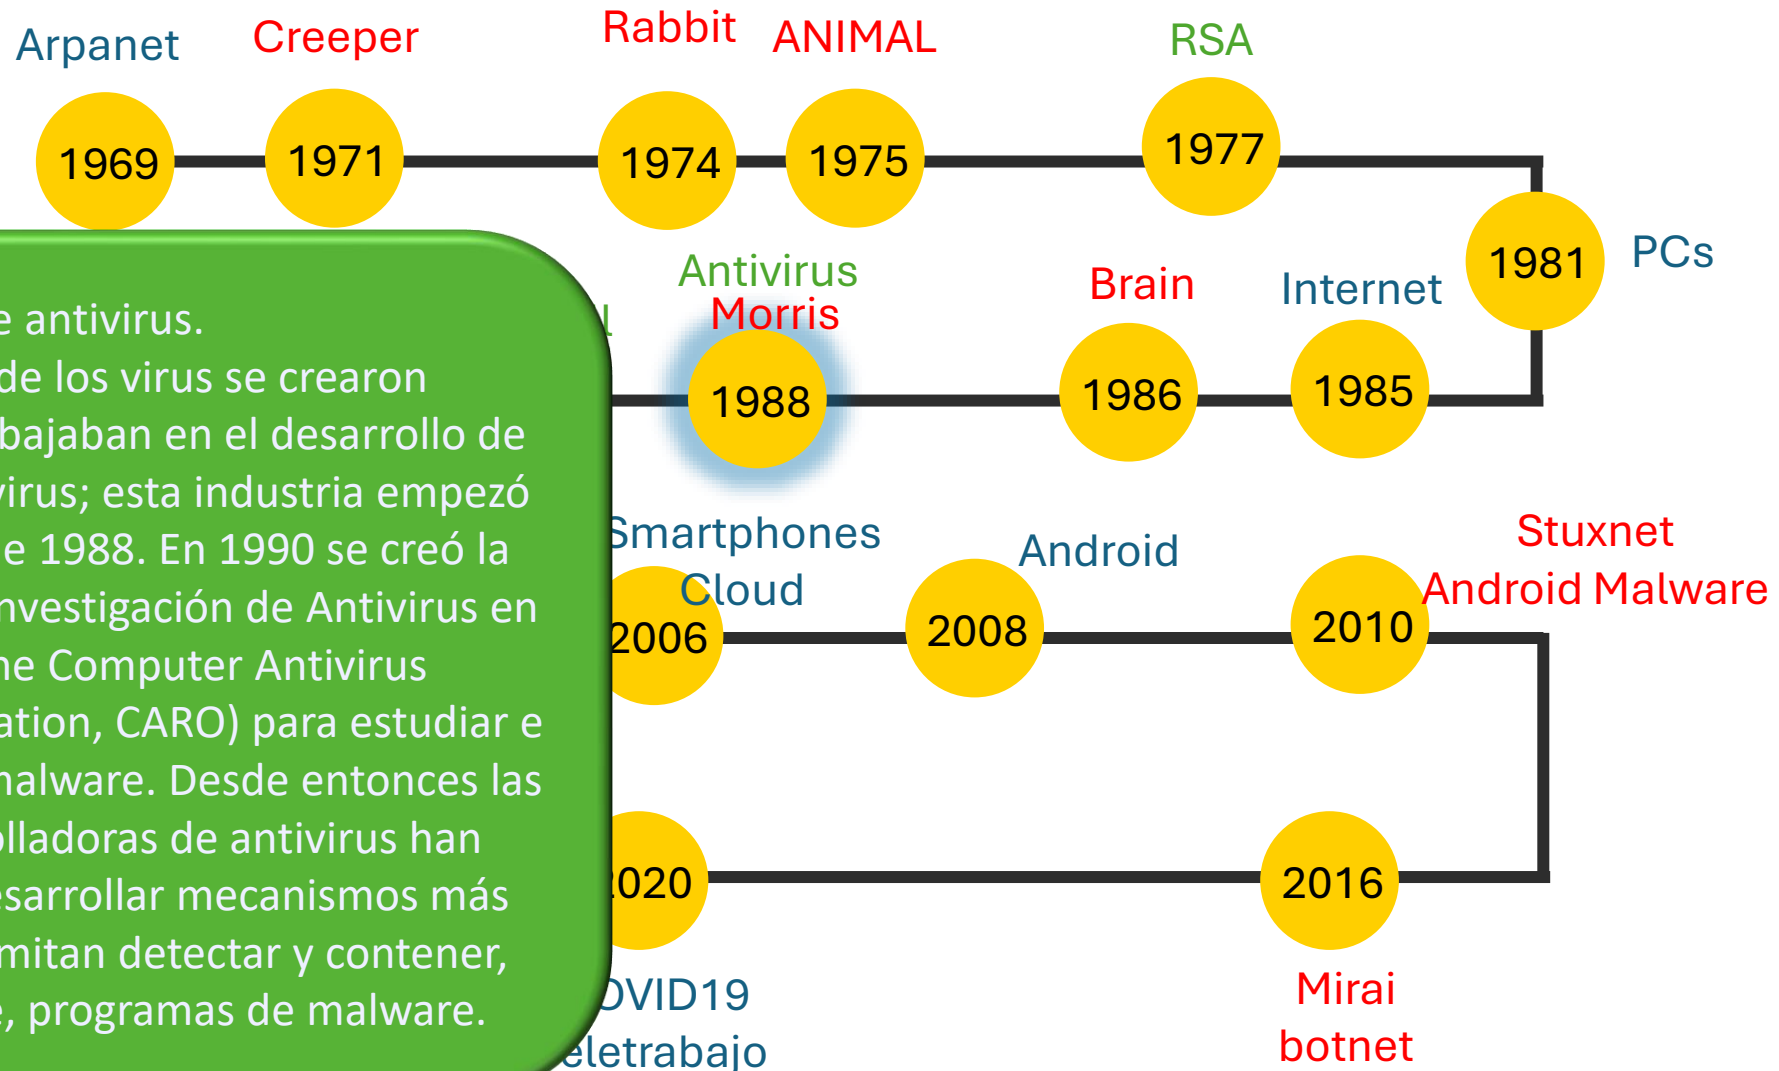 Arpanet
Creeper
Rabbit
ANIMAL
RSA
1969
1971
1974
1975
1977
1981
PCs
Antivirus
Morris
Brain
Internet
1988
1986
1985
Smartphones
Cloud
Android
Stuxnet
Android Malware
2006
2008
2010
2020
2016
OVID19
eletrabajo
Mirai
botnet
e antivirus.
de los virus se crearon
bajaban en el desarrollo de
virus; esta industria empezó
e 1988. En 1990 se creó la
nvestigación de Antivirus en
ne Computer Antivirus
ation, CARO) para estudiar e
malware. Desde entonces las
olladoras de antivirus han
esarrollar mecanismos más
mitan detectar y contener,
e, programas de malware.